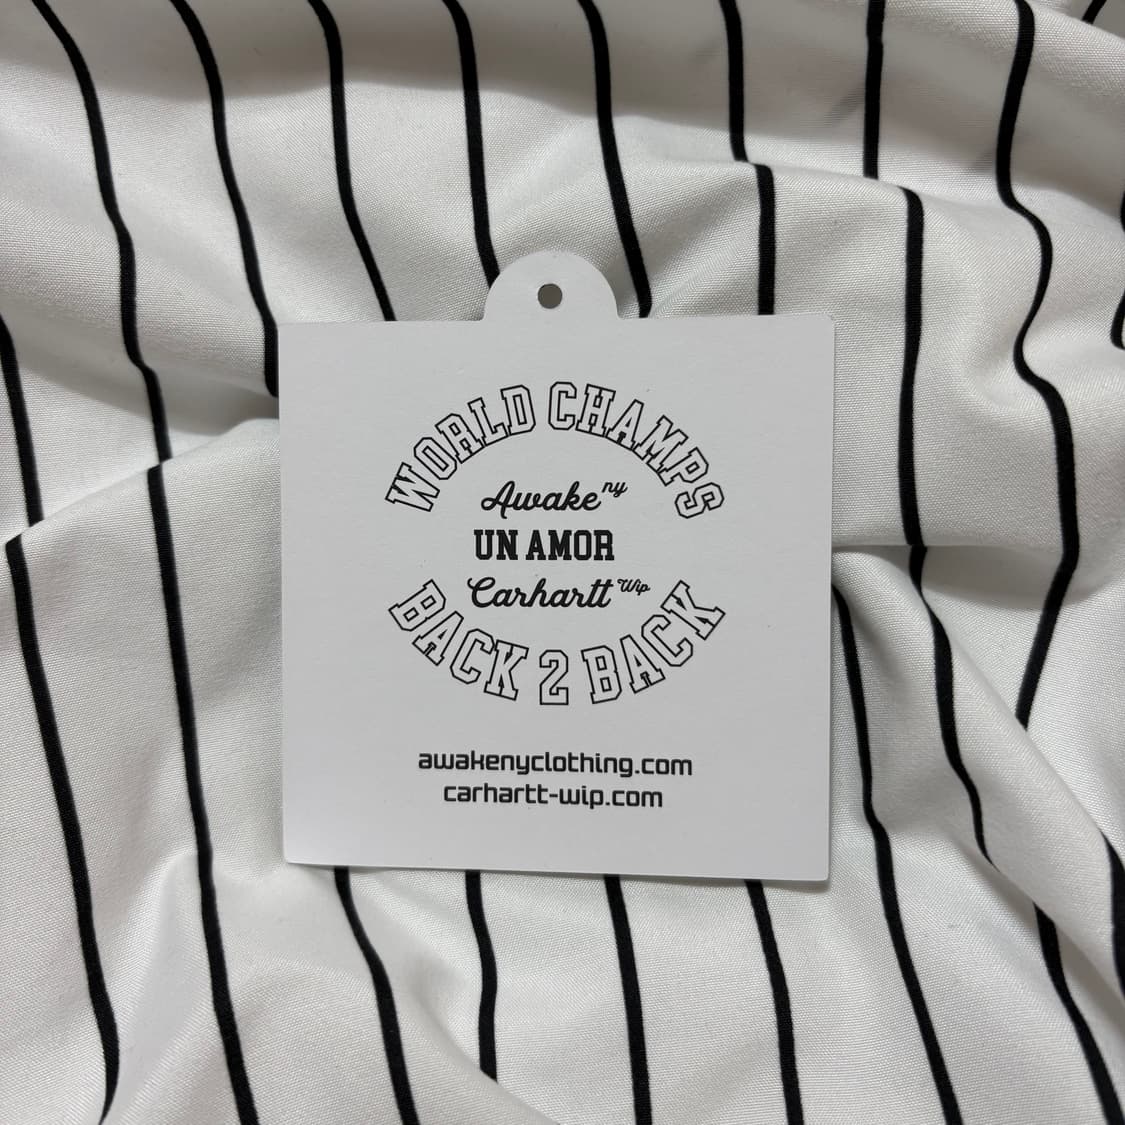 WORLD CHAMPS
Awake ny
UN AMOR
Carhartt Wip
BACK 2 BACK
awakenyclothing.com
carhartt-wip.com